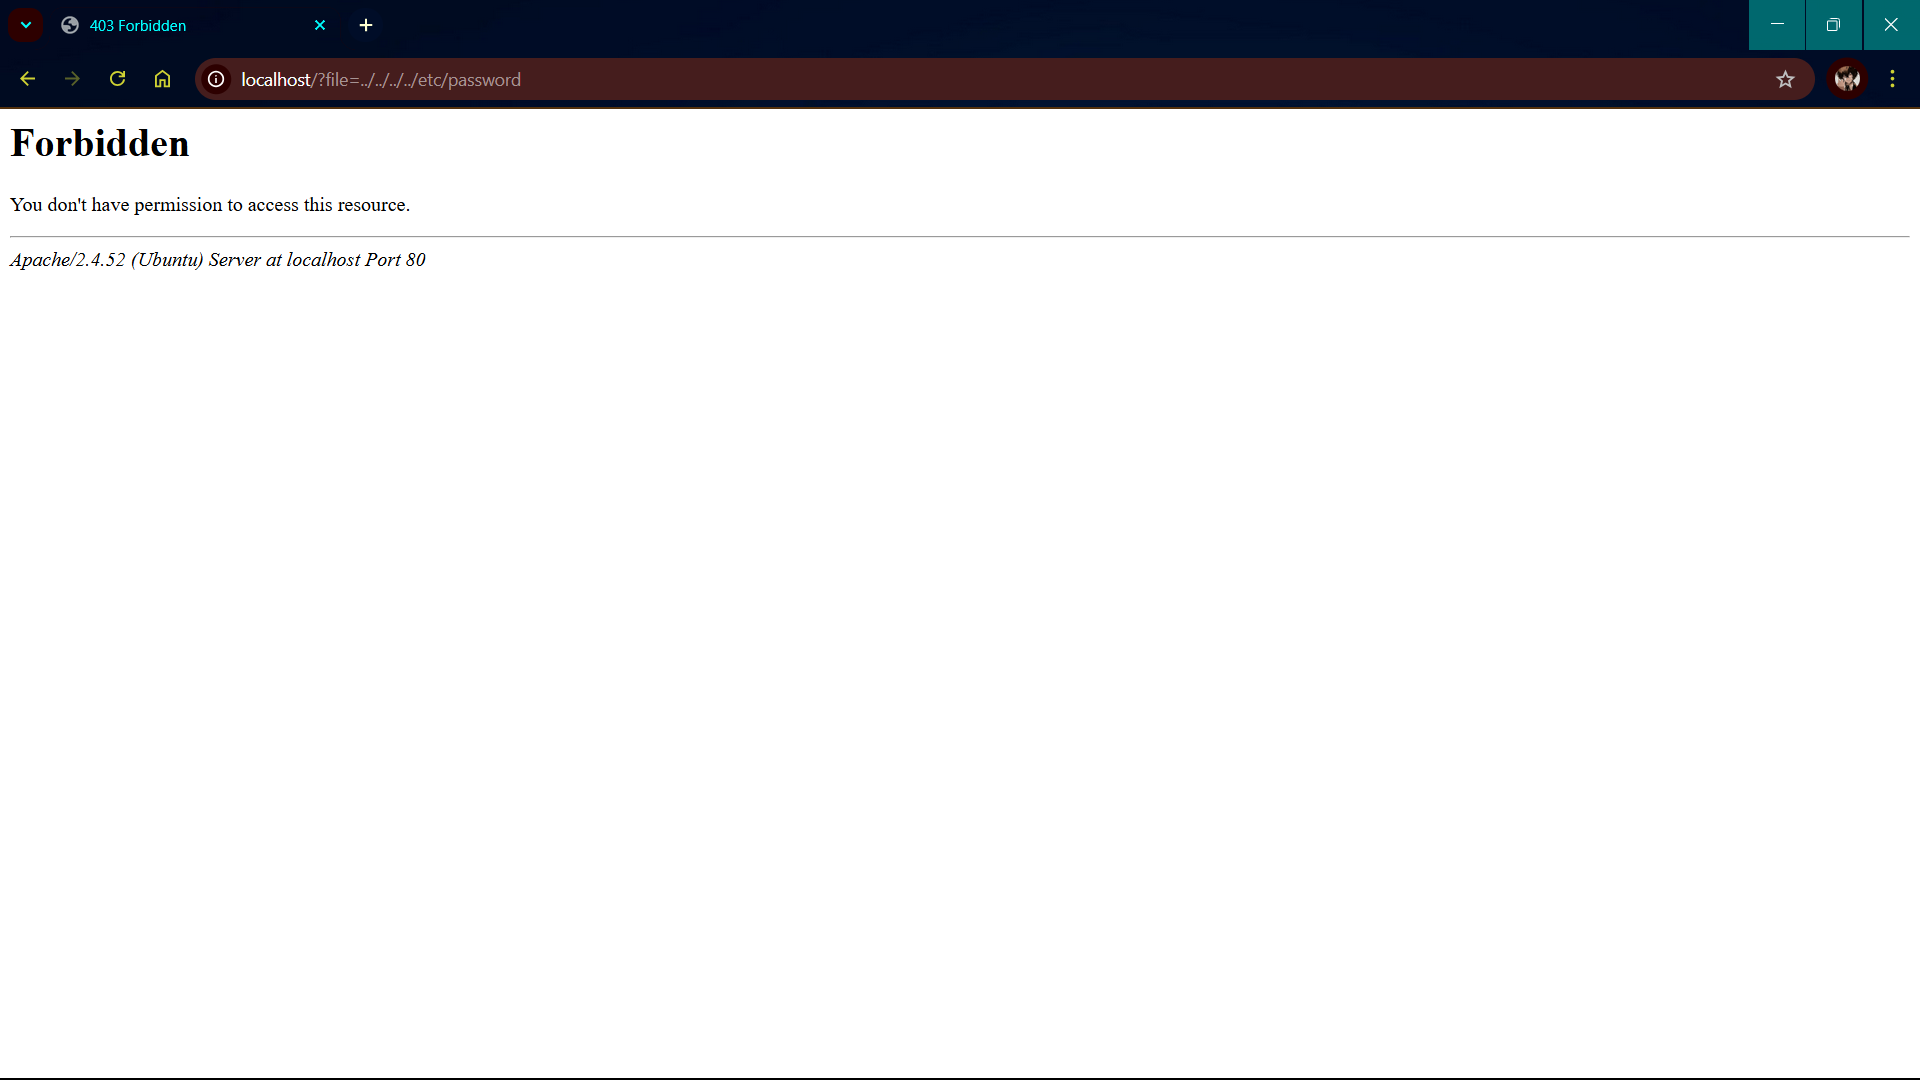 403 Forbidden
localhost/?file=../../../../etc/password
Forbidden
You don't have permission to access this resource.
Apache/2.4.52 (Ubuntu) Server at localhost Port 80